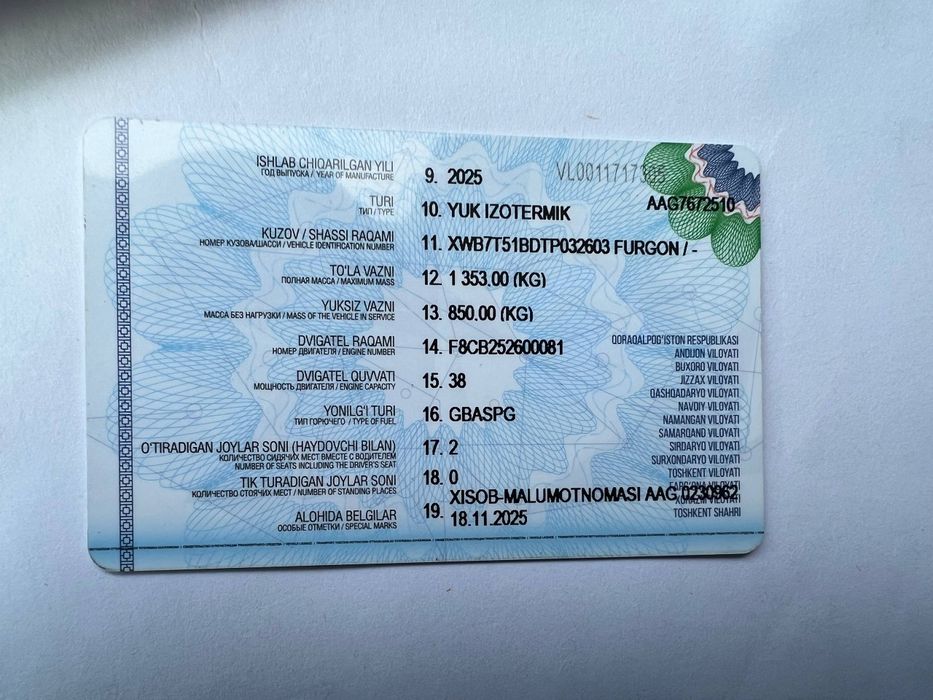 ISHLAB CHIQARILGAN YILI
ГОД ВЫПУСКА / YEAR OF MANUFACTURE
9. 2025
VL0011717305
AAG7672510
TURI
ТИП / TYPE
10. YUK IZOTERMIK
KUZOV / SHASSI RAQAMI
НОМЕР КУЗОВА/ШАССИ / VEHICLE IDENTIFICATION NUMBER
11. XWB7T51BDTP032603 FURGON / -
TO'LA VAZNI
ПОЛНАЯ МАССА / MAXIMUM MASS
12. 1 353.00 (KG)
YUKSIZ VAZNI
МАССА БЕЗ НАГРУЗКИ / MASS OF THE VEHICLE IN SERVICE
13. 850.00 (KG)
DVIGATEL RAQAMI
НОМЕР ДВИГАТЕЛЯ / ENGINE NUMBER
14. F8CB252600081
DVIGATEL QUVVATI
МОЩНОСТЬ ДВИГАТЕЛЯ / ENGINE CAPACITY
15. 38
YONILG'I TURI
ТИП ГОРЮЧЕГО / TYPE OF FUEL
16. GBASPG
O'TIRADIGAN JOYLAR SONI (HAYDOVCHI BILAN)
КОЛИЧЕСТВО СИДЯЧИХ МЕСТ ВМЕСТЕ С ВОДИТЕЛЕМ
NUMBER OF SEATS INCLUDING THE DRIVER'S SEAT
17. 2
TIK TURADIGAN JOYLAR SONI
КОЛИЧЕСТВО СТОЯЧИХ МЕСТ / NUMBER OF STANDING PLACES
18. 0
ALOHIDA BELGILAR
ОСОБЫЕ ОТМЕТКИ / SPECIAL MARKS
19. XISOB-MALUMOTNOMASI AAG 0230962
18.11.2025
QORAQALPOG'ISTON RESPUBLIKASI
ANDIJON VILOYATI
BUXORO VILOYATI
JIZZAX VILOYATI
QASHQADARYO VILOYATI
NAVOIY VILOYATI
NAMANGAN VILOYATI
SAMARQAND VILOYATI
SIRDARYO VILOYATI
SURXONDARYO VILOYATI
TOSHKENT VILOYATI
FARG'ONA VILOYATI
XORAZM VILOYATI
TOSHKENT SHAHRI